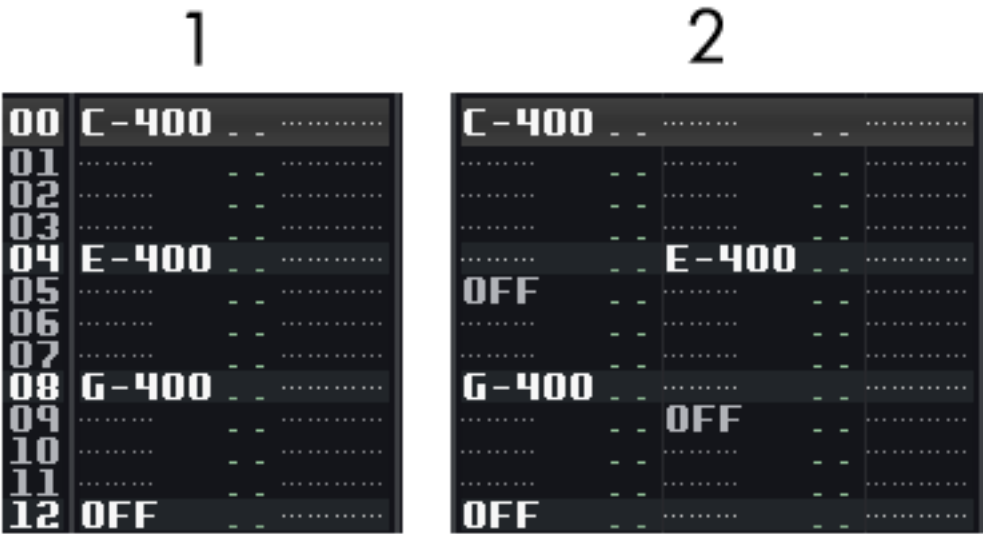 1 2
00 C-400 _ _ ............ C-400 _ _ ......... _ _ ............
01 ......... _ _ ............ ......... _ _ ......... _ _ ............
02 ......... _ _ ............ ......... _ _ ......... _ _ ............
03 ......... _ _ ............ ......... _ _ ......... _ _ ............
04 E-400 _ _ ............ ......... _ _ E-400 _ _ ............
05 ......... _ _ ............ OFF _ _ ......... _ _ ............
06 ......... _ _ ............ ......... _ _ ......... _ _ ............
07 ......... _ _ ............ ......... _ _ ......... _ _ ............
08 G-400 _ _ ............ G-400 _ _ ......... _ _ ............
09 ......... _ _ ............ ......... _ _ OFF _ _ ............
10 ......... _ _ ............ ......... _ _ ......... _ _ ............
11 ......... _ _ ............ ......... _ _ ......... _ _ ............
12 OFF _ _ ............ OFF _ _ ......... _ _ ............